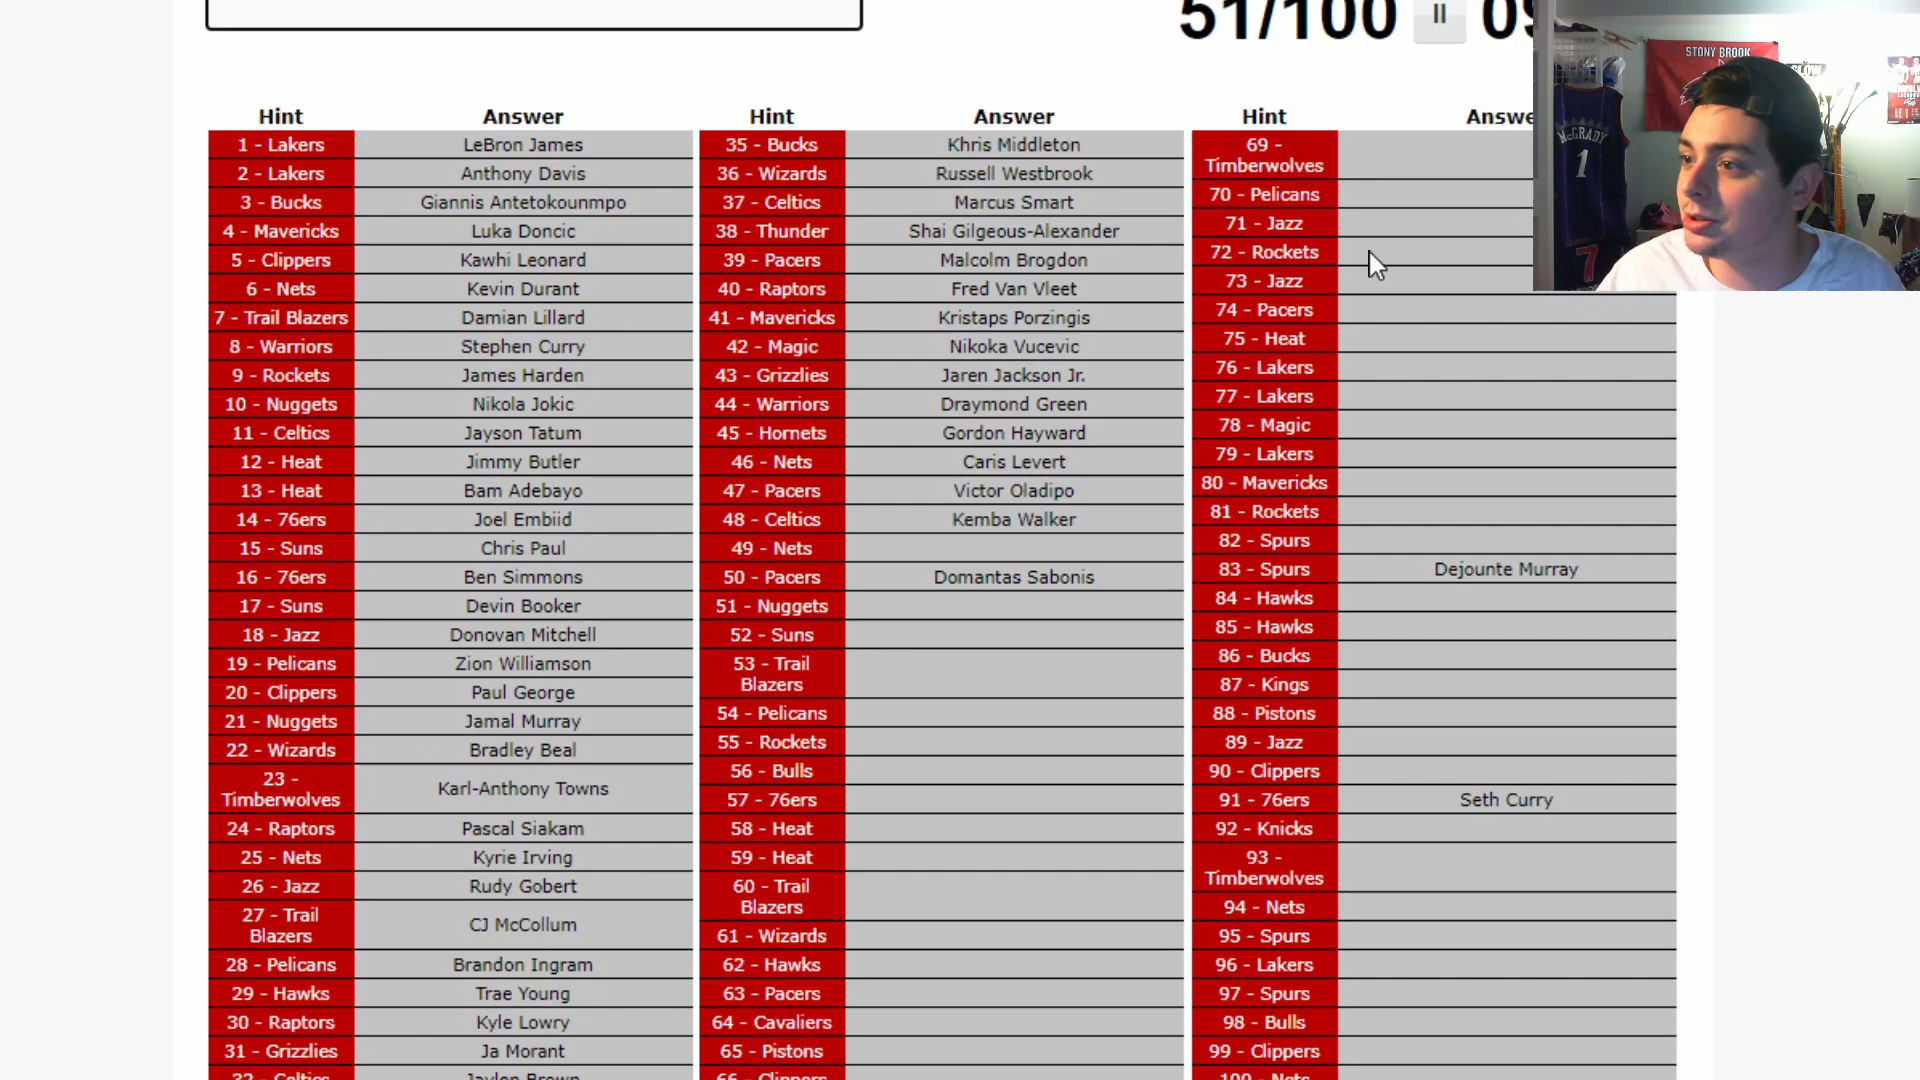 51/100 II 09
STONY BROOK
McGRADY
1
7
Hint Answer Hint Answer Hint Answe
1 - Lakers LeBron James
2 - Lakers Anthony Davis
3 - Bucks Giannis Antetokounmpo
4 - Mavericks Luka Doncic
5 - Clippers Kawhi Leonard
6 - Nets Kevin Durant
7 - Trail Blazers Damian Lillard
8 - Warriors Stephen Curry
9 - Rockets James Harden
10 - Nuggets Nikola Jokic
11 - Celtics Jayson Tatum
12 - Heat Jimmy Butler
13 - Heat Bam Adebayo
14 - 76ers Joel Embiid
15 - Suns Chris Paul
16 - 76ers Ben Simmons
17 - Suns Devin Booker
18 - Jazz Donovan Mitchell
19 - Pelicans Zion Williamson
20 - Clippers Paul George
21 - Nuggets Jamal Murray
22 - Wizards Bradley Beal
23 -
Timberwolves Karl-Anthony Towns
24 - Raptors Pascal Siakam
25 - Nets Kyrie Irving
26 - Jazz Rudy Gobert
27 - Trail
Blazers CJ McCollum
28 - Pelicans Brandon Ingram
29 - Hawks Trae Young
30 - Raptors Kyle Lowry
31 - Grizzlies Ja Morant
32 - Celtics Jaylen Brown
35 - Bucks Khris Middleton
36 - Wizards Russell Westbrook
37 - Celtics Marcus Smart
38 - Thunder Shai Gilgeous-Alexander
39 - Pacers Malcolm Brogdon
40 - Raptors Fred Van Vleet
41 - Mavericks Kristaps Porzingis
42 - Magic Nikoka Vucevic
43 - Grizzlies Jaren Jackson Jr.
44 - Warriors Draymond Green
45 - Hornets Gordon Hayward
46 - Nets Caris Levert
47 - Pacers Victor Oladipo
48 - Celtics Kemba Walker
49 - Nets
50 - Pacers Domantas Sabonis
51 - Nuggets
52 - Suns
53 - Trail
Blazers
54 - Pelicans
55 - Rockets
56 - Bulls
57 - 76ers
58 - Heat
59 - Heat
60 - Trail
Blazers
61 - Wizards
62 - Hawks
63 - Pacers
64 - Cavaliers
65 - Pistons
66 - Clippers
69 -
Timberwolves
70 - Pelicans
71 - Jazz
72 - Rockets
73 - Jazz
74 - Pacers
75 - Heat
76 - Lakers
77 - Lakers
78 - Magic
79 - Lakers
80 - Mavericks
81 - Rockets
82 - Spurs
83 - Spurs Dejounte Murray
84 - Hawks
85 - Hawks
86 - Bucks
87 - Kings
88 - Pistons
89 - Jazz
90 - Clippers
91 - 76ers Seth Curry
92 - Knicks
93 -
Timberwolves
94 - Nets
95 - Spurs
96 - Lakers
97 - Spurs
98 - Bulls
99 - Clippers
100 - Nets